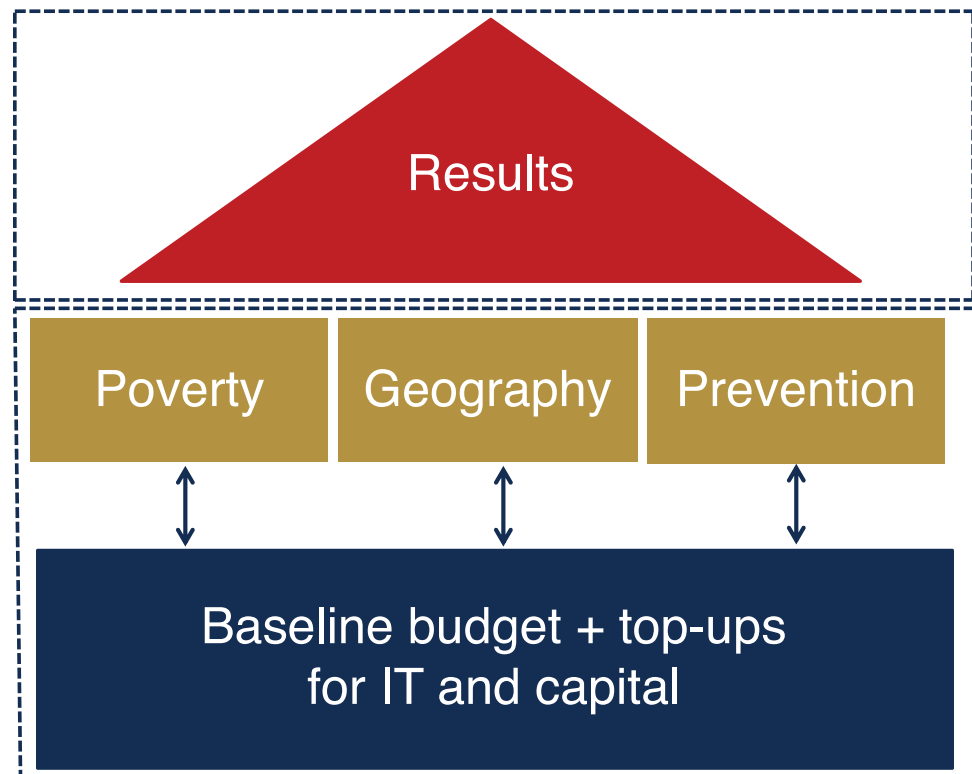 Results
Poverty
Geography
Prevention
Baseline budget + top-ups
for IT and capital